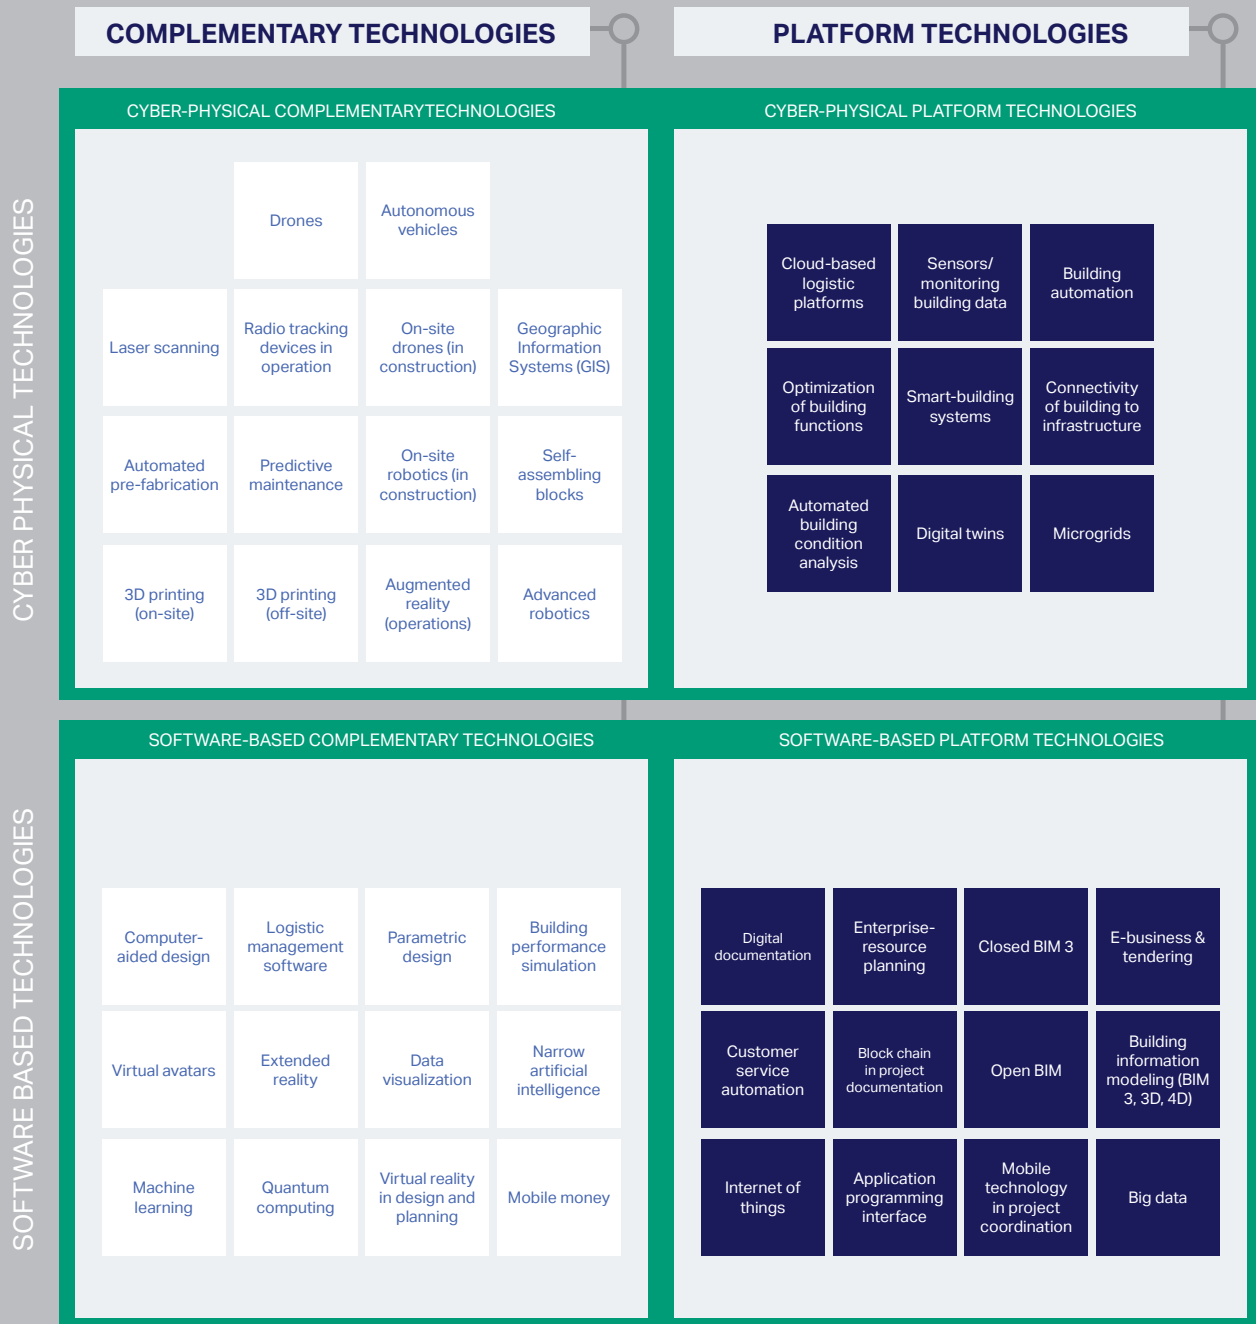 COMPLEMENTARY TECHNOLOGIES
PLATFORM TECHNOLOGIES
CYBER PHYSICAL TECHNOLOGIES
CYBER-PHYSICAL COMPLEMENTARYTECHNOLOGIES
Drones
Autonomous
vehicles
Laser scanning
Radio tracking
devices in
operation
On-site
drones (in
construction)
Geographic
Information
Systems (GIS)
Automated
pre-fabrication
Predictive
maintenance
On-site
robotics (in
construction)
Self-
assembling
blocks
3D printing
(on-site)
3D printing
(off-site)
Augmented
reality
(operations)
Advanced
robotics
CYBER-PHYSICAL PLATFORM TECHNOLOGIES
Cloud-based
logistic
platforms
Sensors/
monitoring
building data
Building
automation
Optimization
of building
functions
Smart-building
systems
Connectivity
of building to
infrastructure
Automated
building
condition
analysis
Digital twins
Microgrids
SOFTWARE BASED TECHNOLOGIES
SOFTWARE-BASED COMPLEMENTARY TECHNOLOGIES
Computer-
aided design
Logistic
management
software
Parametric
design
Building
performance
simulation
Virtual avatars
Extended
reality
Data
visualization
Narrow
artificial
intelligence
Machine
learning
Quantum
computing
Virtual reality
in design and
planning
Mobile money
SOFTWARE-BASED PLATFORM TECHNOLOGIES
Digital
documentation
Enterprise-
resource
planning
Closed BIM 3
E-business &
tendering
Customer
service
automation
Block chain
in project
documentation
Open BIM
Building
information
modeling (BIM
3, 3D, 4D)
Internet of
things
Application
programming
interface
Mobile
technology
in project
coordination
Big data